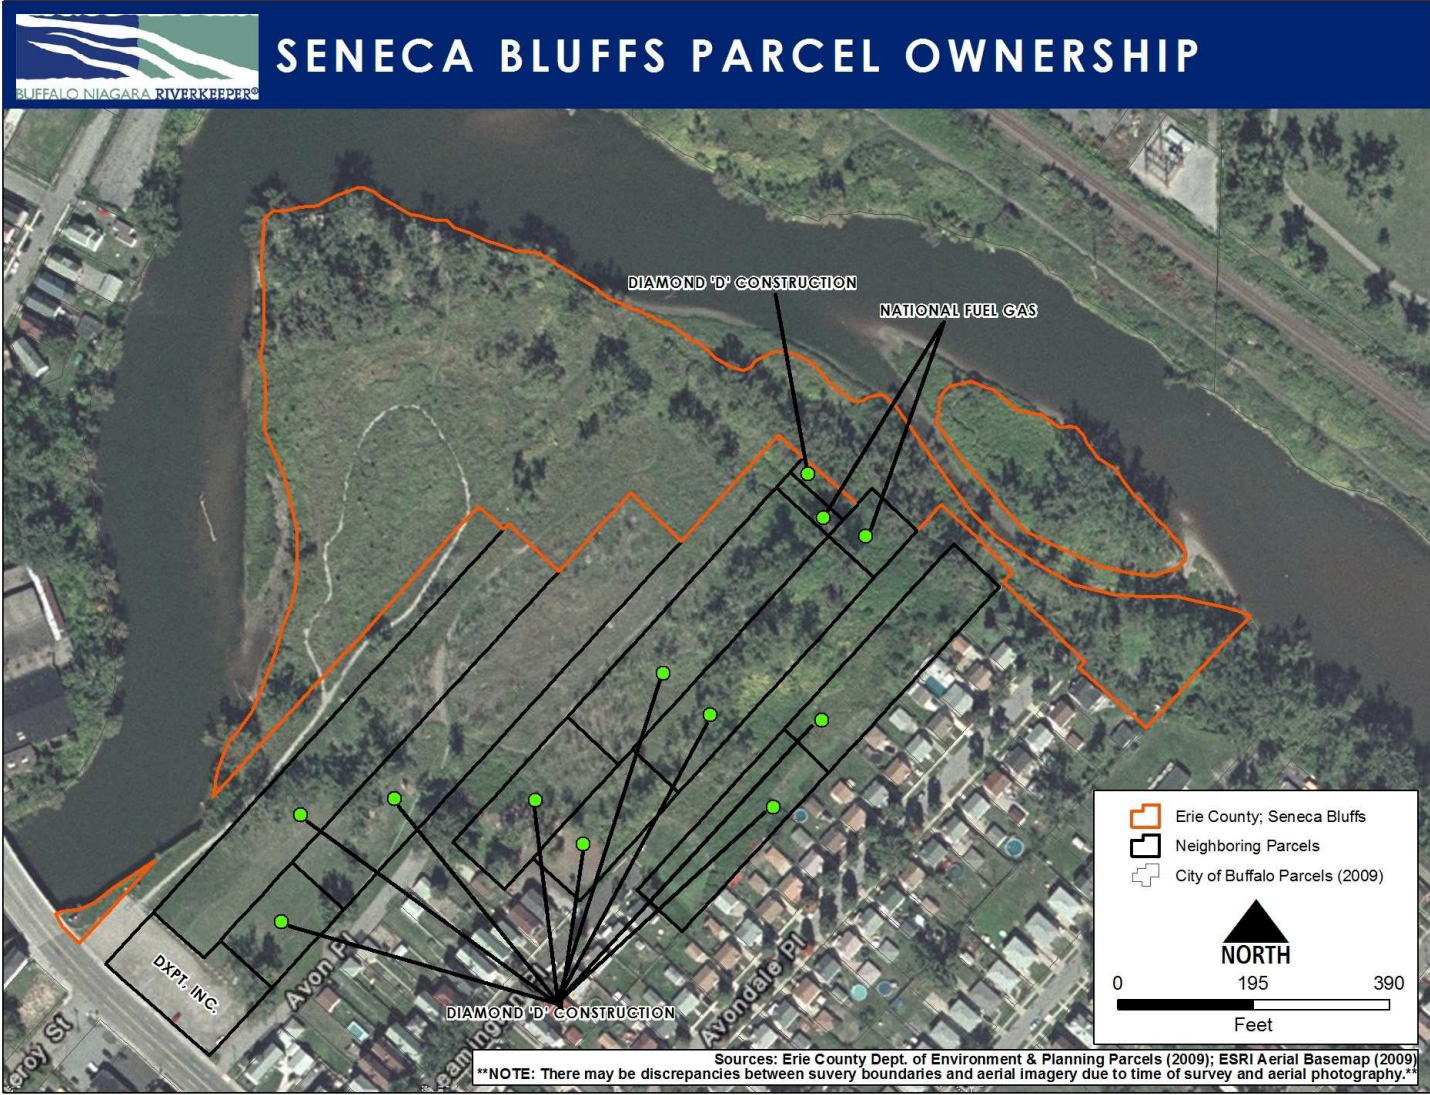 BUFFALO NIAGARA RIVERKEEPER®
SENECA BLUFFS PARCEL OWNERSHIP
DIAMOND 'D' CONSTRUCTION
NATIONAL FUEL GAS
DXPT, INC.
Avon Pl
DIAMOND 'D' CONSTRUCTION
Avondale Pl
eroy St
Erie County; Seneca Bluffs
Neighboring Parcels
City of Buffalo Parcels (2009)
NORTH
0 195 390
Feet
Sources: Erie County Dept. of Environment & Planning Parcels (2009); ESRI Aerial Basemap (2009)
**NOTE: There may be discrepancies between suvery boundaries and aerial imagery due to time of survey and aerial photography.**